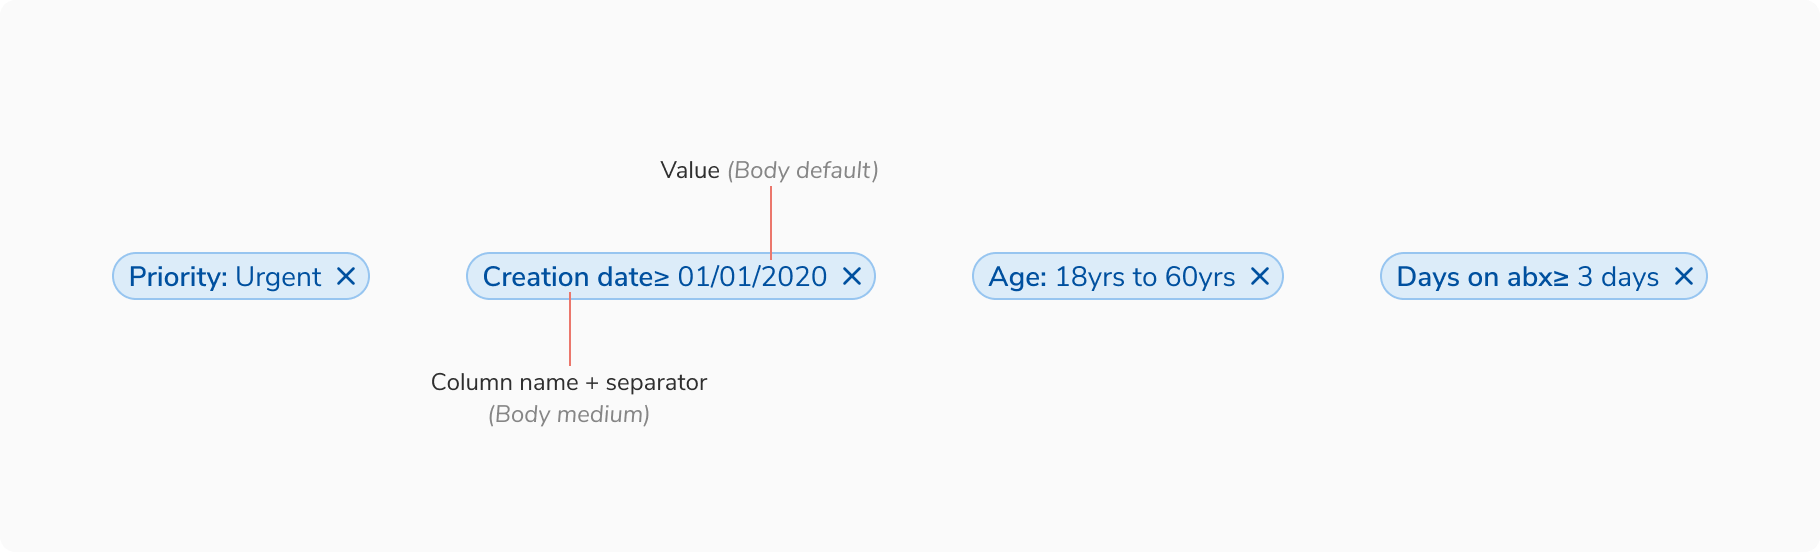 Value (Body default)
Priority: Urgent
Creation date≥ 01/01/2020
Age: 18yrs to 60yrs
Days on abx≥ 3 days
Column name + separator
(Body medium)